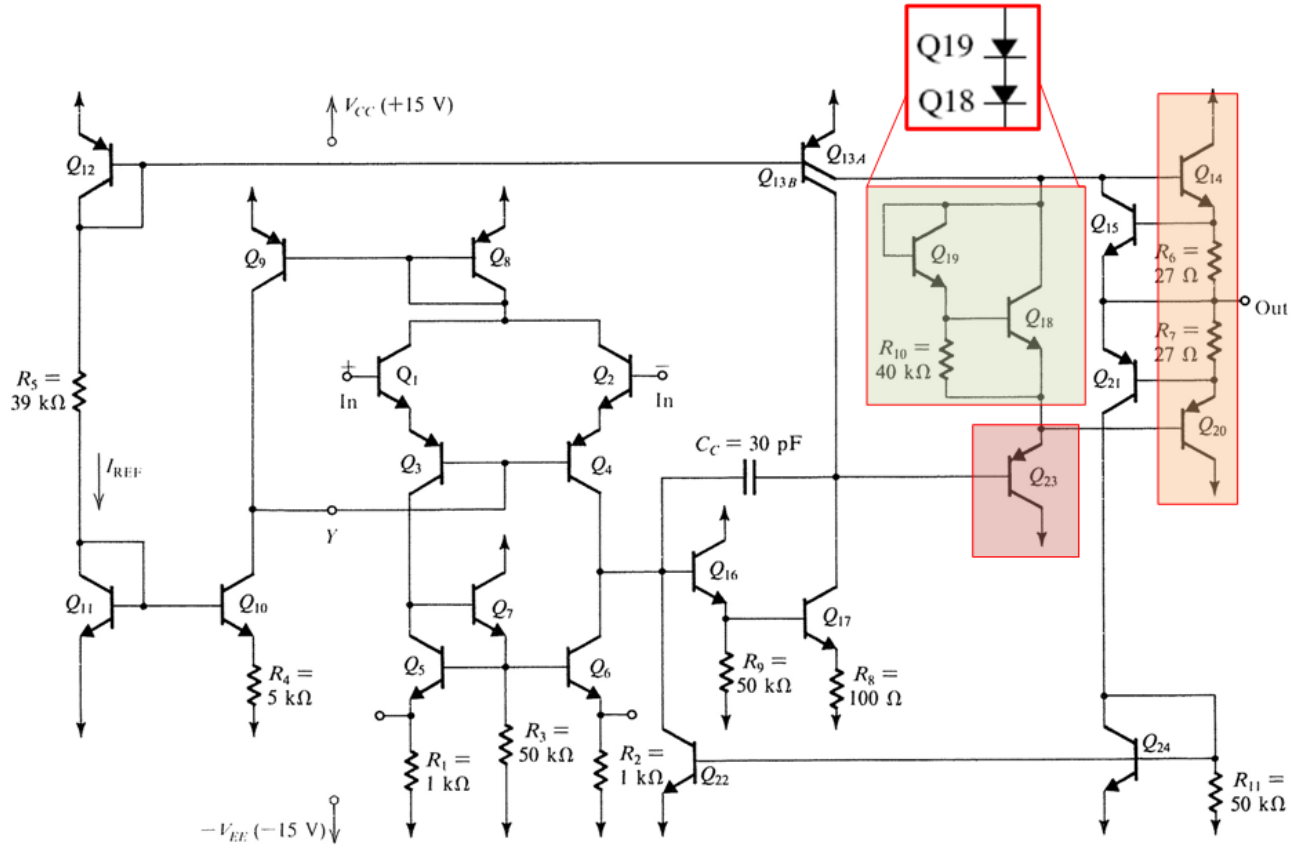 Q19
Q18
V_CC (+15 V)
Q12
Q13A
Q13B
Q14
Q15
Q9
Q8
Q19
R6 =
27 Ω
Out
Q18
R7 =
27 Ω
R10 =
40 kΩ
+
In
Q1
Q2
−
In
R5 =
39 kΩ
Q21
Q20
Q3
Q4
C_C = 30 pF
I_REF
Q23
Y
Q16
Q11
Q10
Q7
Q17
Q5
Q6
R9 =
50 kΩ
R8 =
100 Ω
R4 =
5 kΩ
R3 =
50 kΩ
R1 =
1 kΩ
R2 =
1 kΩ
Q22
Q24
R11 =
50 kΩ
−V_EE (−15 V)